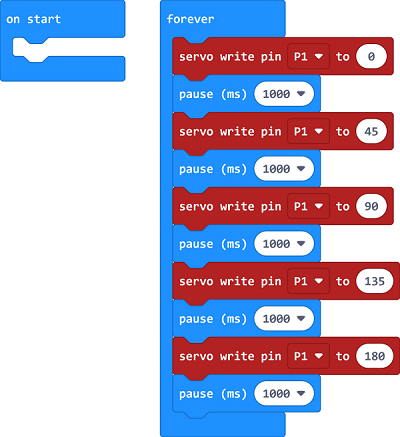 on start
forever
servo write pin P1 to 0
pause (ms) 1000
servo write pin P1 to 45
pause (ms) 1000
servo write pin P1 to 90
pause (ms) 1000
servo write pin P1 to 135
pause (ms) 1000
servo write pin P1 to 180
pause (ms) 1000